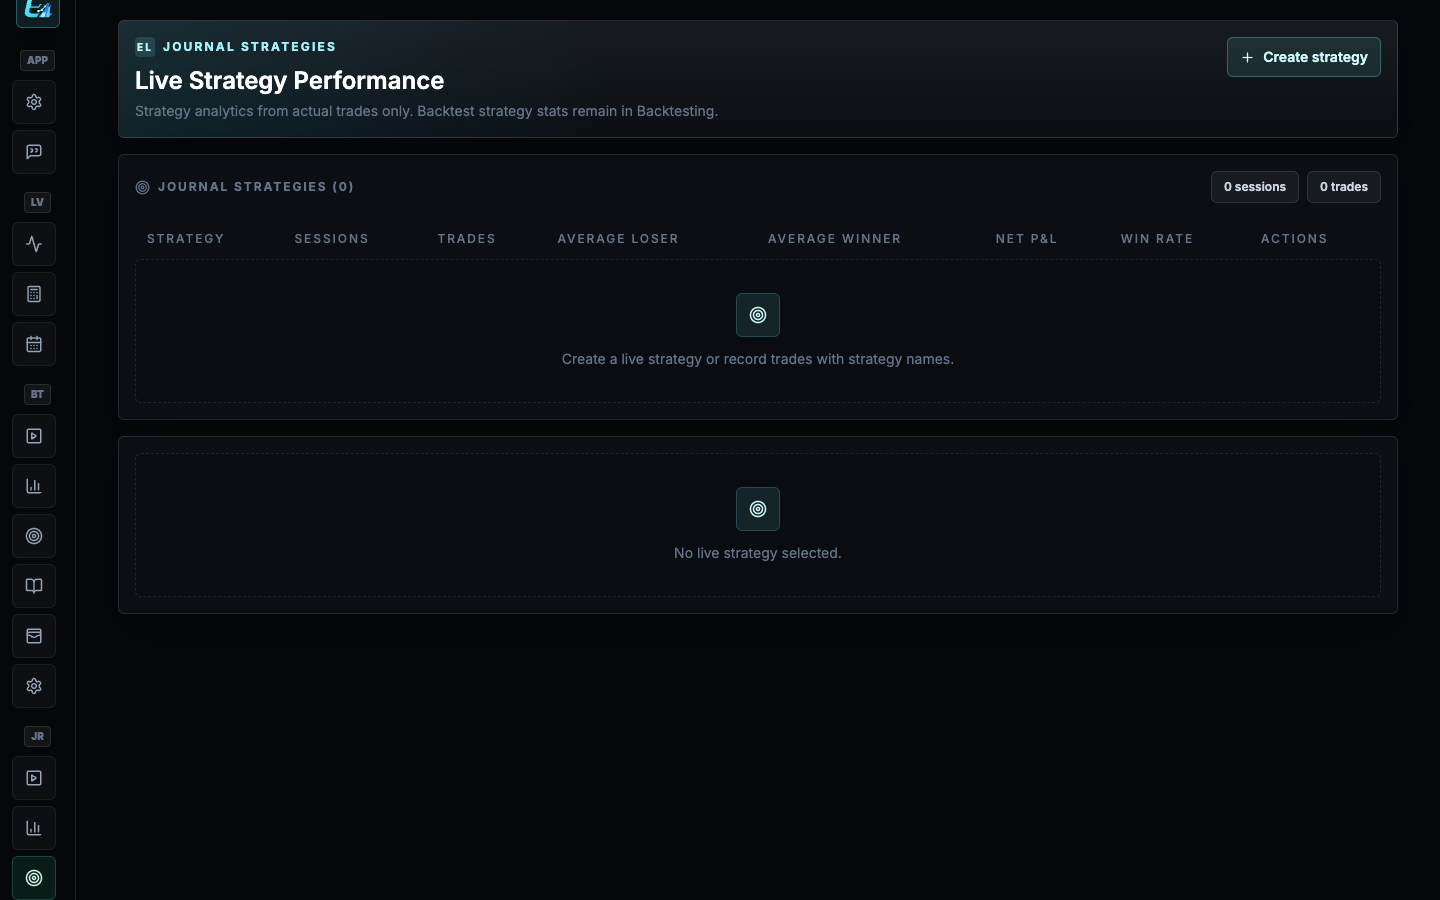 APP
LV
BT
JR
EL JOURNAL STRATEGIES
Live Strategy Performance
Strategy analytics from actual trades only. Backtest strategy stats remain in Backtesting.
+ Create strategy
JOURNAL STRATEGIES (0)
0 sessions
0 trades
STRATEGY SESSIONS TRADES AVERAGE LOSER AVERAGE WINNER NET P&L WIN RATE ACTIONS
Create a live strategy or record trades with strategy names.
No live strategy selected.